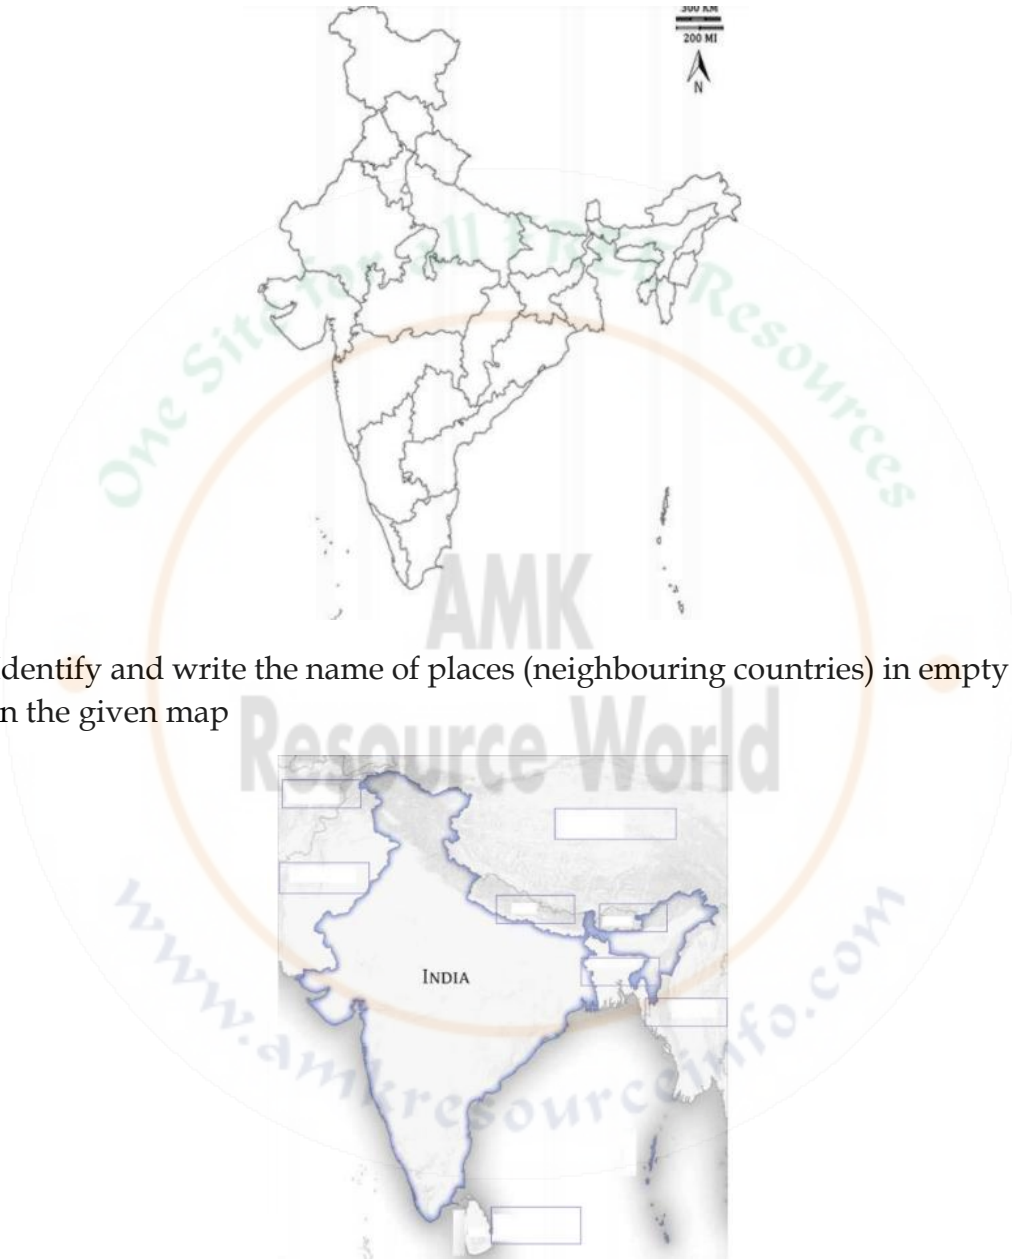 300 KM
200 MI
N
One Site for all FREE Resources
AMK
dentify and write the name of places (neighbouring countries) in empty
n the given map
Resource World
INDIA
www.amkresourceinfo.com